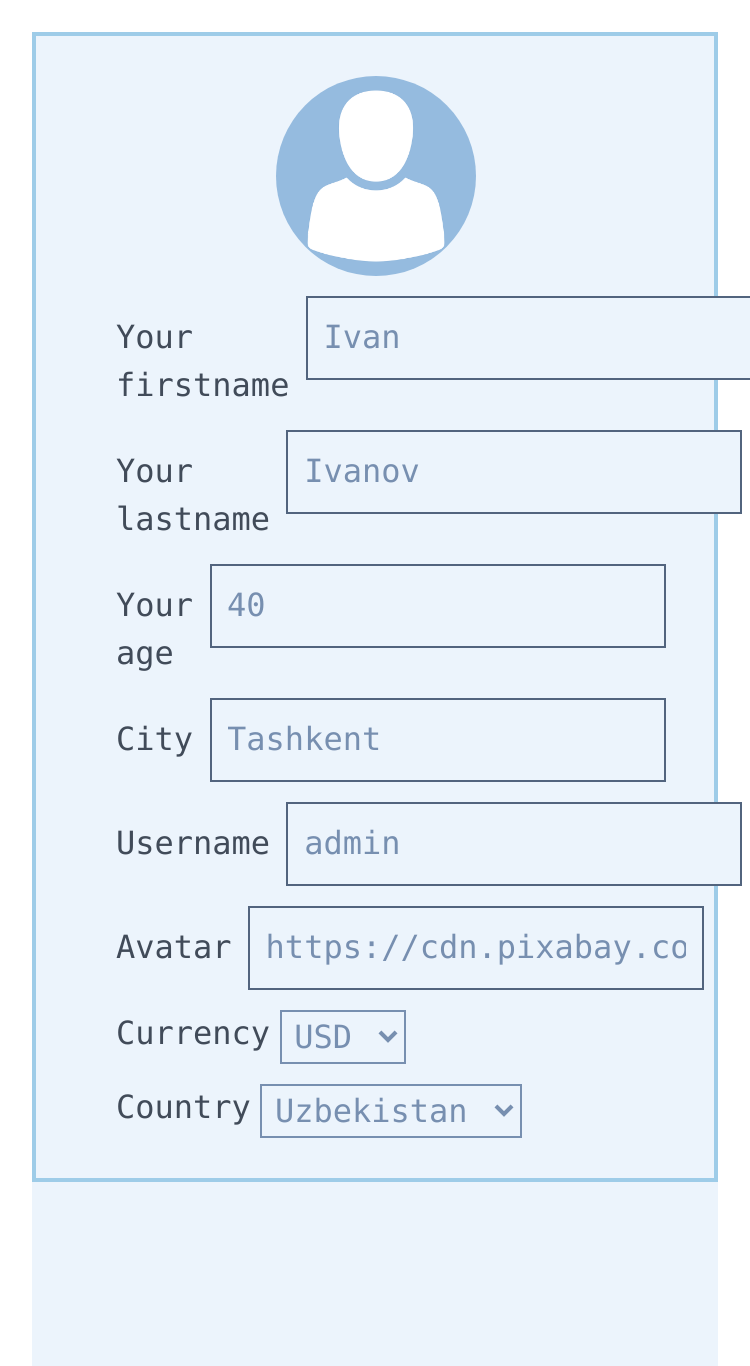 Your firstname
Ivan
Your lastname
Ivanov
Your age
40
City
Tashkent
Username
admin
Avatar
https://cdn.pixabay.co
Currency
USD
Country
Uzbekistan